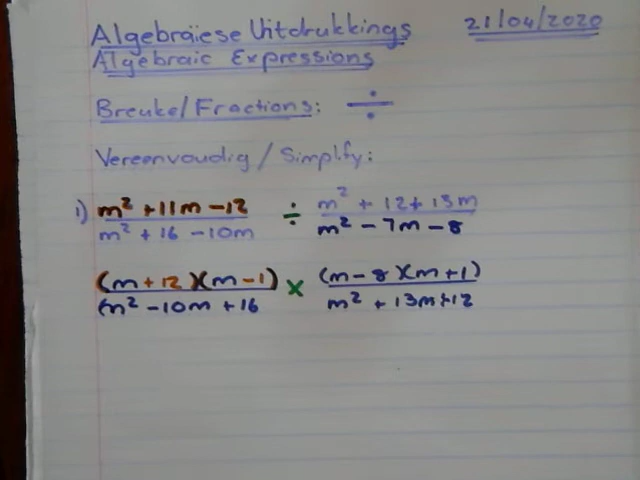 Algebraïese Uitdrukkings 21/04/2020
Algebraic Expressions
Breuke/Fractions: ÷
Vereenvoudig / Simplfy:
1) m² + 11m - 12 ÷ m² + 12 + 13m
m² + 16 - 10m m² - 7m - 8
(m + 12)(m - 1) × (m - 8)(m + 1)
m² - 10m + 16 m² + 13m + 12